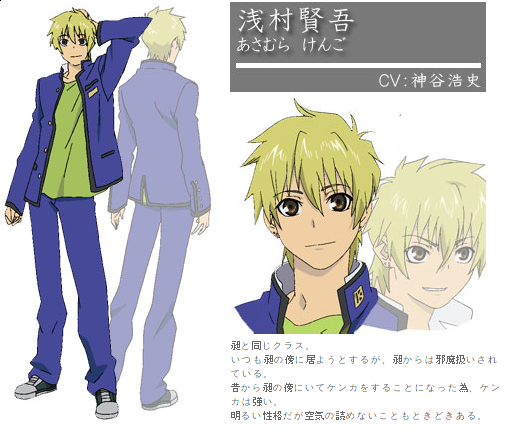 浅村賢吾
あさむら けんご
CV:神谷浩史
昶と同じクラス。
いつも昶の傍に居ようとするが、昶からは邪魔扱いされ
ている。
昔から昶の傍にいてケンカをすることになった為、ケン
カは強い。
明るい性格だが空気の読めないこともときどきある。